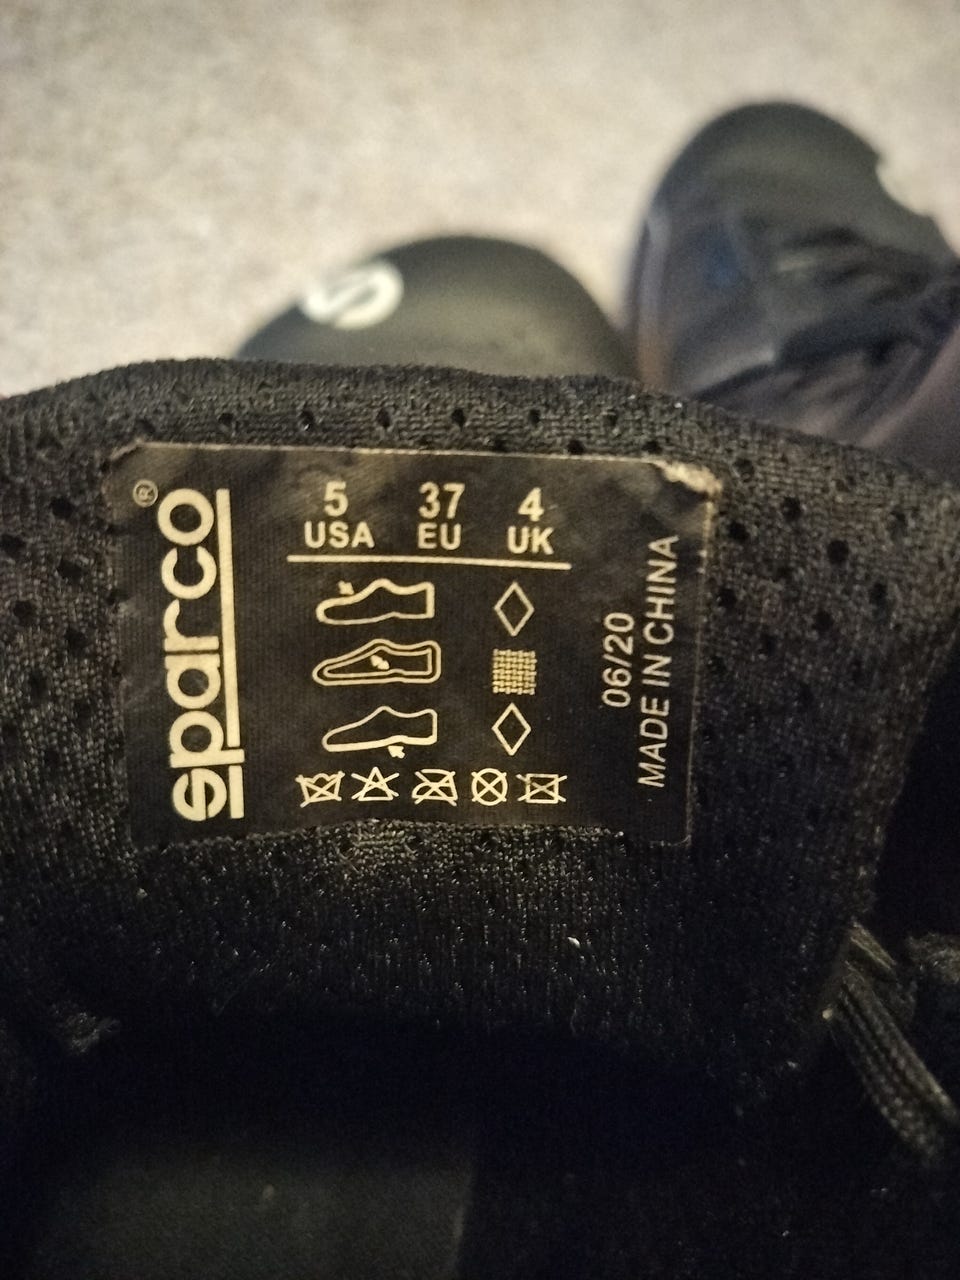 sparco®
5 37 4
USA EU UK
06/20
MADE IN CHINA
S